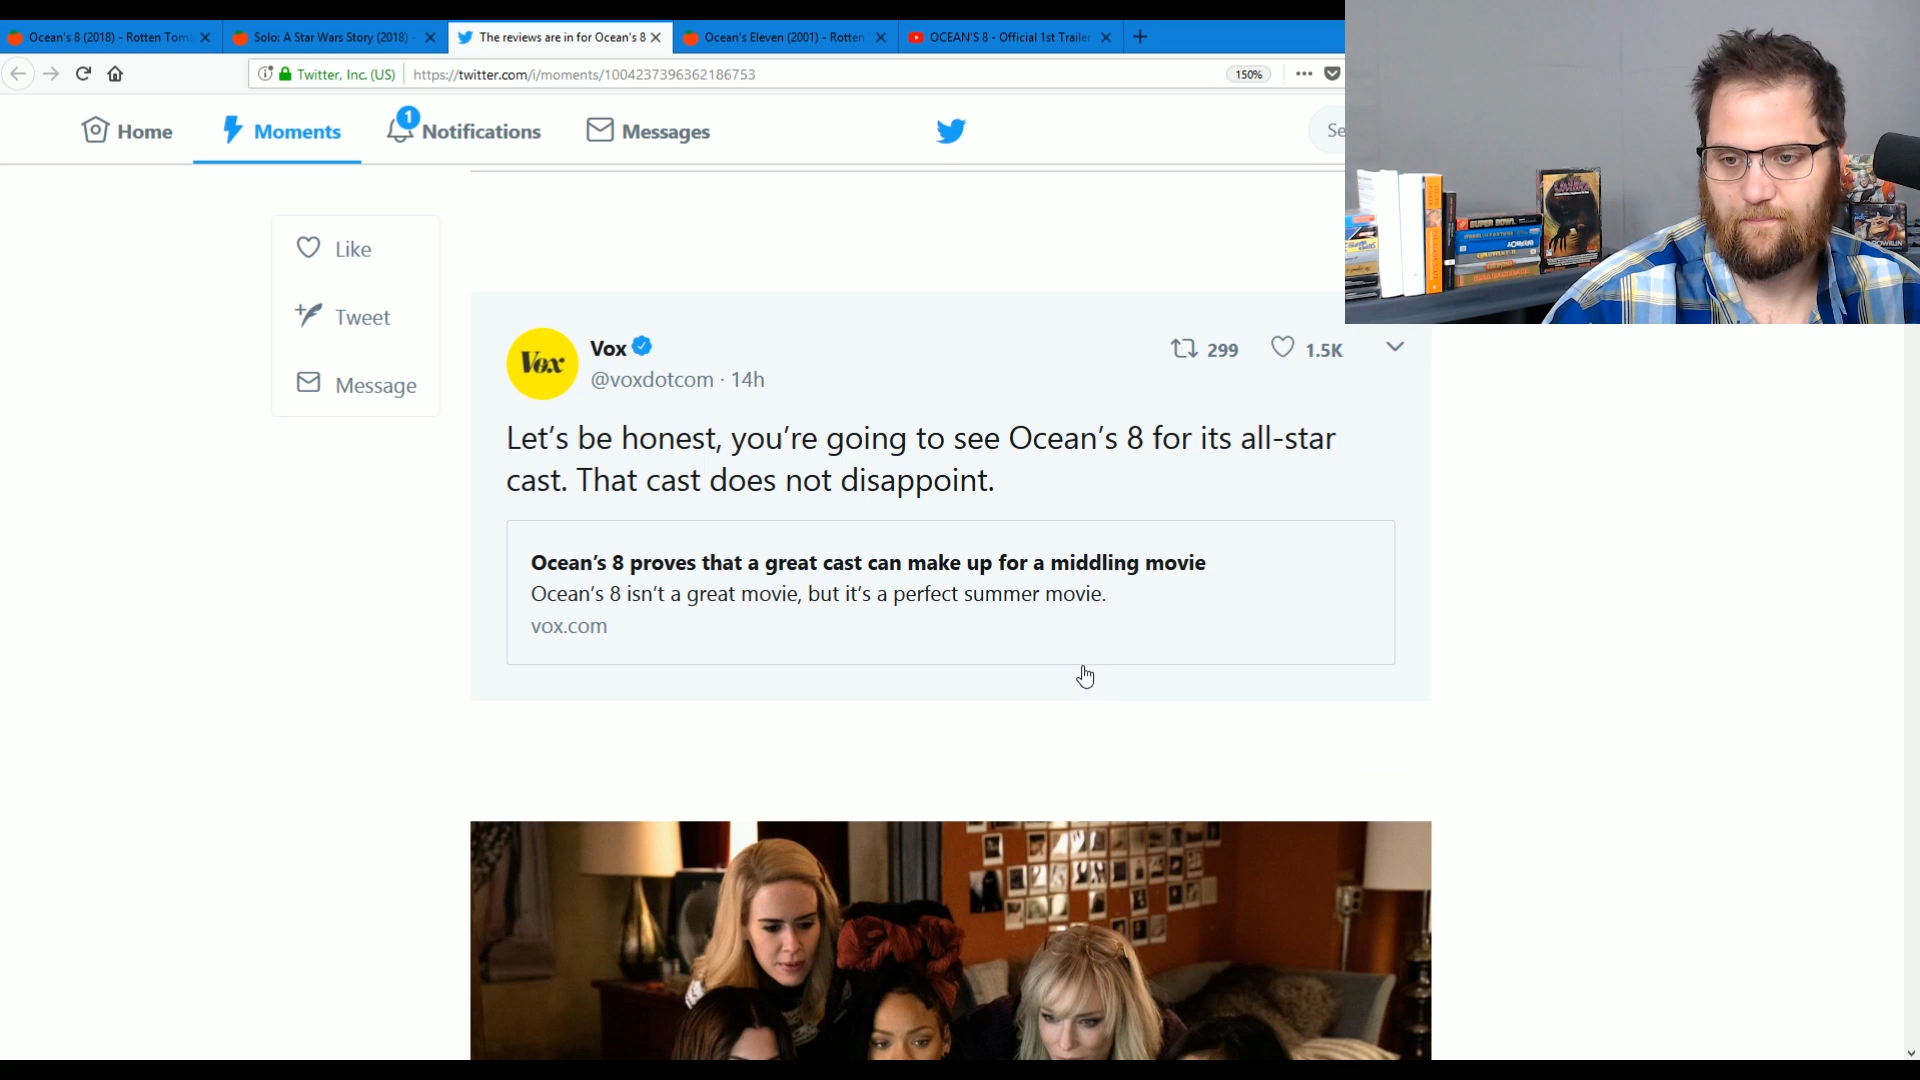 Ocean's 8 (2018) - Rotten Tom
Solo: A Star Wars Story (2018) -
The reviews are in for Ocean's 8
Ocean's Eleven (2001) - Rotten
OCEAN'S 8 - Official 1st Trailer
Twitter, Inc. (US)
https://twitter.com/i/moments/1004237396362186753
150%
Home
Moments
1
Notifications
Messages
Se
Like
Tweet
Message
Vox
Vox
@voxdotcom · 14h
299
1.5K
Let's be honest, you're going to see Ocean's 8 for its all-star
cast. That cast does not disappoint.
Ocean's 8 proves that a great cast can make up for a middling movie
Ocean's 8 isn't a great movie, but it's a perfect summer movie.
vox.com
SUPER BOWL